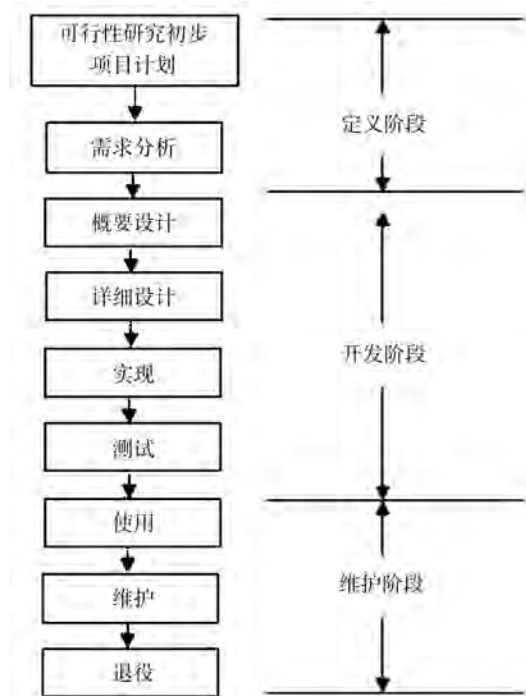 可行性研究初步
项目计划
需求分析
概要设计
详细设计
实现
测试
使用
维护
退役
定义阶段
开发阶段
维护阶段